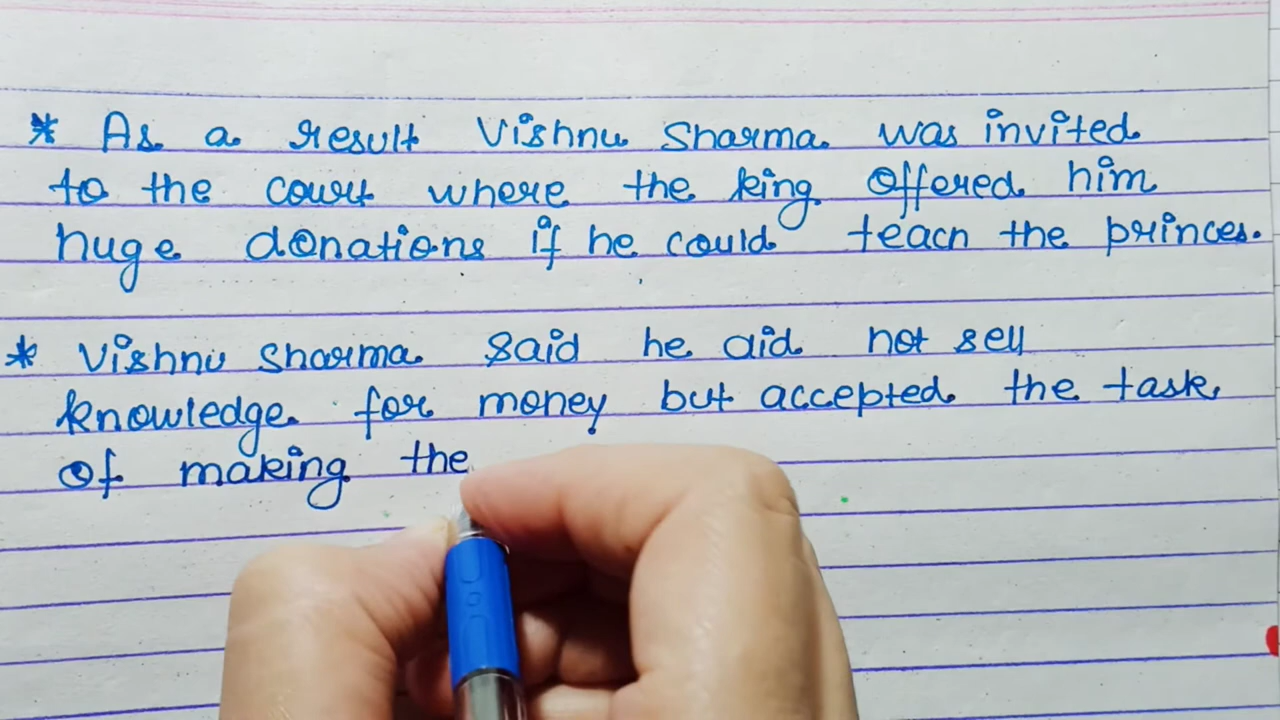 * As a result Vishnu Sharma was invited
to the court where the king offered him
huge donations if he could teach the princes.
* Vishnu Sharma said he did not sell
knowledge for money but accepted the task
of making the